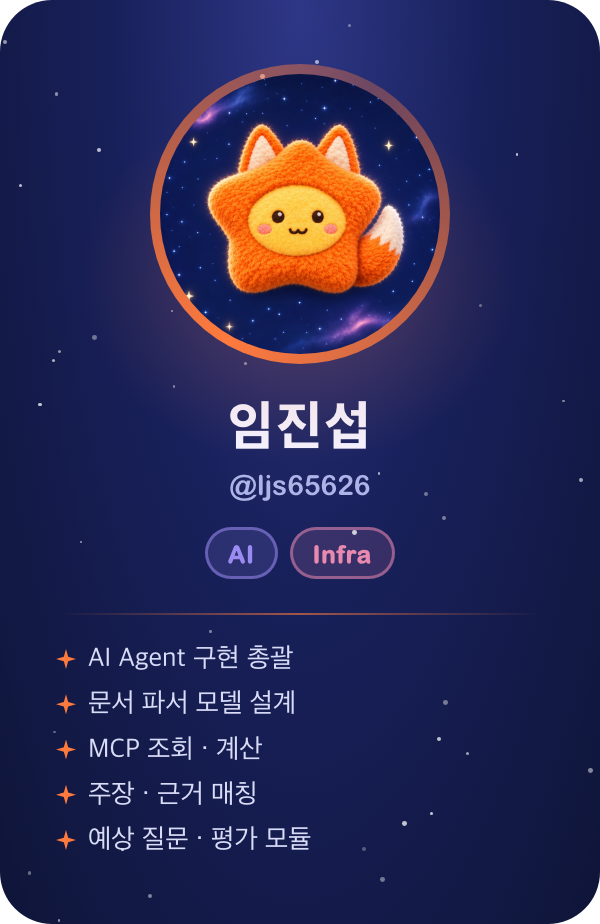 임진섭
@ljs65626
AI Infra
AI Agent 구현 총괄
문서 파서 모델 설계
MCP 조회 · 계산
주장 · 근거 매칭
예상 질문 · 평가 모듈